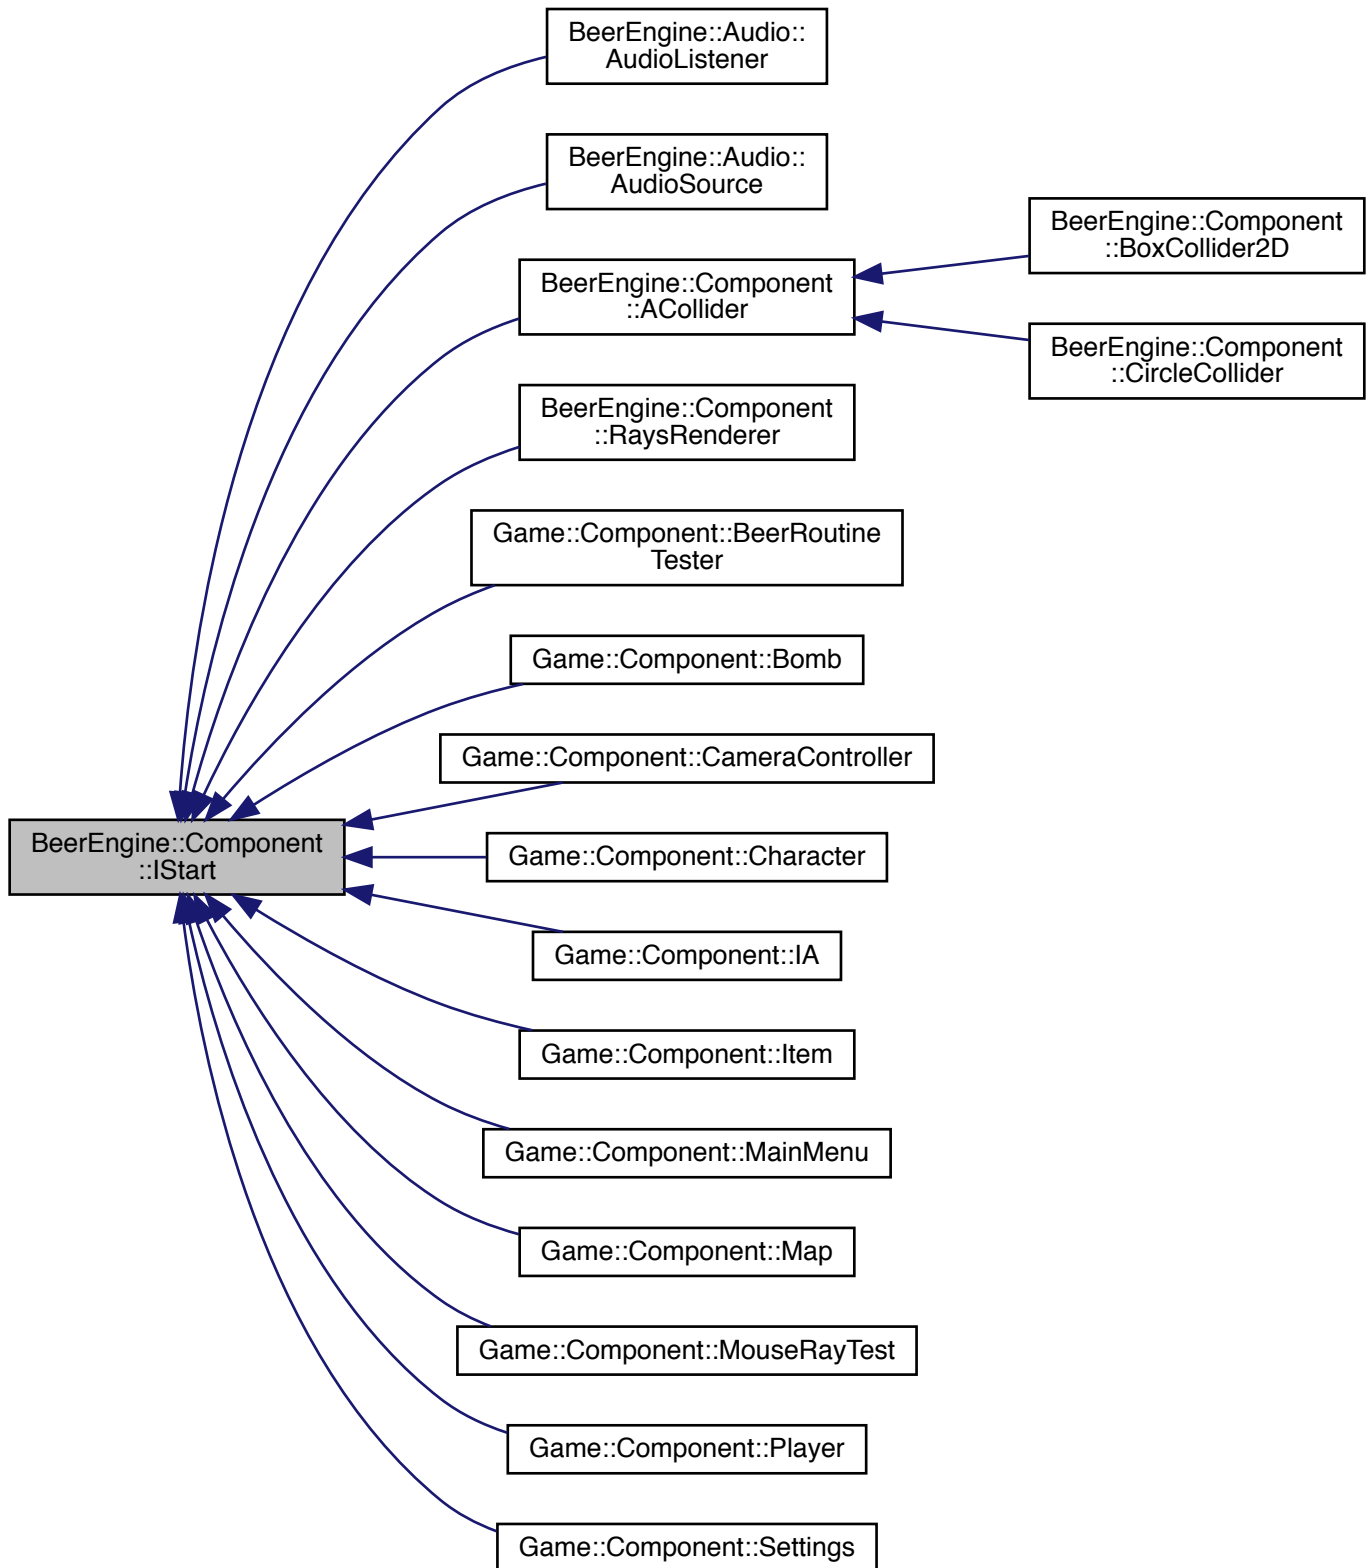 BeerEngine::Audio::
AudioListener
BeerEngine::Audio::
AudioSource
BeerEngine::Component
::BoxCollider2D
BeerEngine::Component
::ACollider
BeerEngine::Component
::CircleCollider
BeerEngine::Component
::RaysRenderer
Game::Component::BeerRoutine
Tester
Game::Component::Bomb
Game::Component::CameraController
BeerEngine::Component
::IStart
Game::Component::Character
Game::Component::IA
Game::Component::Item
Game::Component::MainMenu
Game::Component::Map
Game::Component::MouseRayTest
Game::Component::Player
Game::Component::Settings